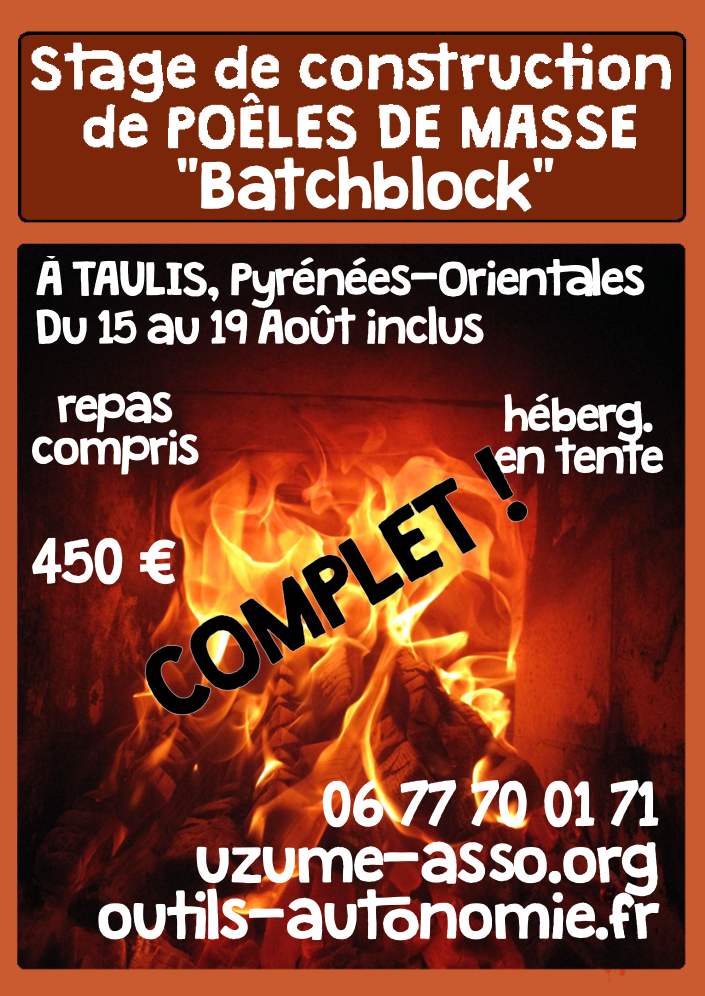 Stage de construction
de POÊLES DE MASSE
"Batchblock"
À TAULIS, Pyrénées-Orientales
Du 15 au 19 Août inclus
repas
compris
héberg.
en tente
450 €
COMPLET !
06 77 70 01 71
uzume-asso.org
outils-autonomie.fr